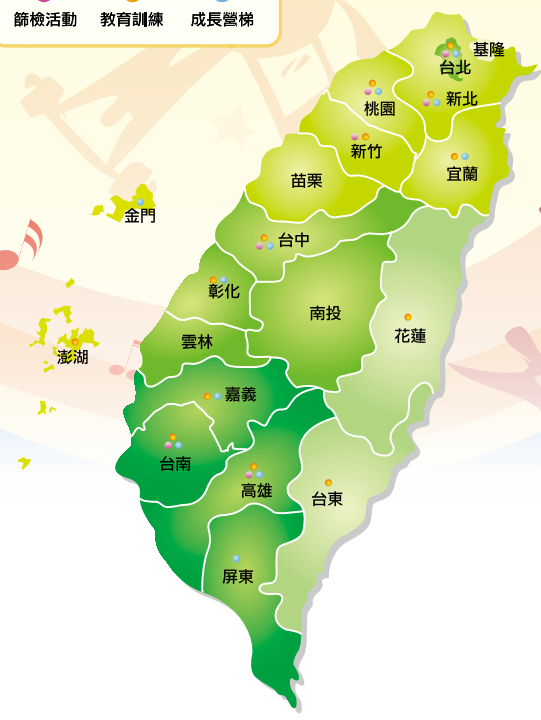 篩檢活動 教育訓練 成長營梯
基隆
台北
新北
桃園
新竹
宜蘭
苗栗
金門
台中
彰化
南投
花蓮
雲林
澎湖
嘉義
台南
高雄
台東
屏東